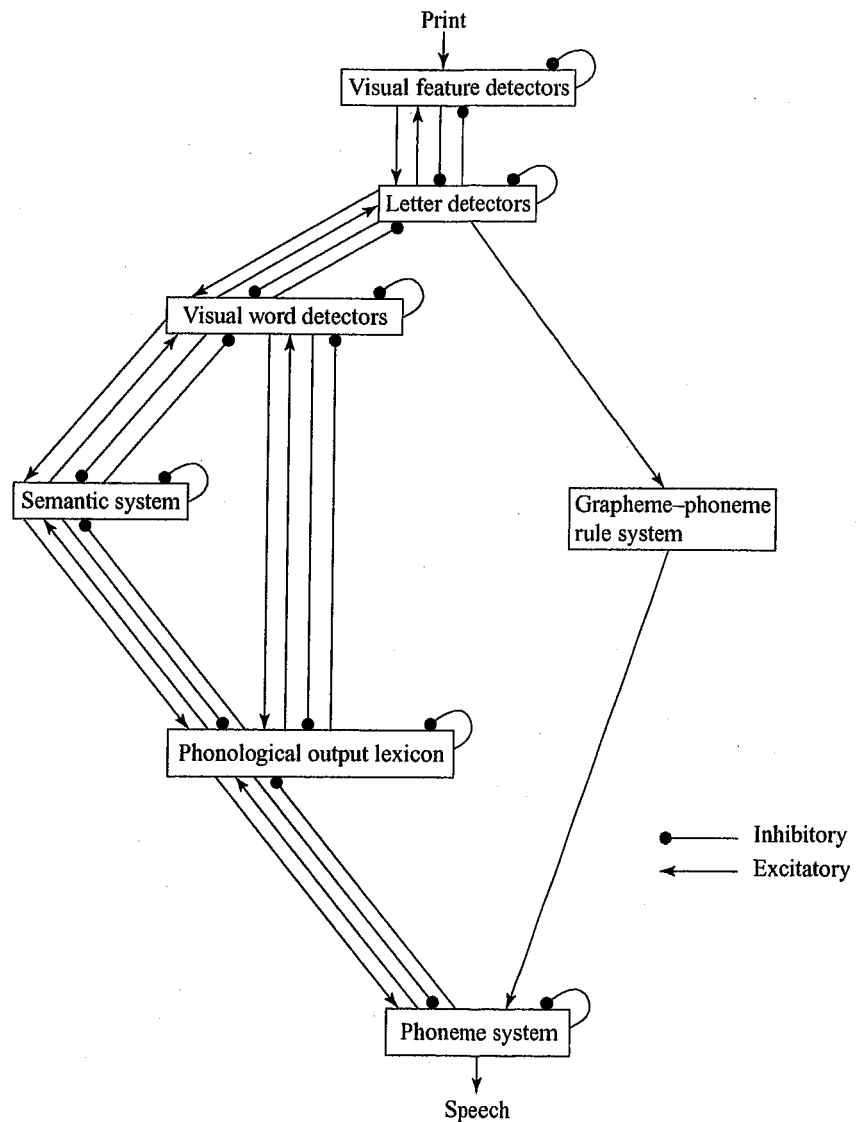 Print
Visual feature detectors
Letter detectors
Visual word detectors
Semantic system
Grapheme–phoneme
rule system
Phonological output lexicon
Inhibitory
Excitatory
Phoneme system
Speech